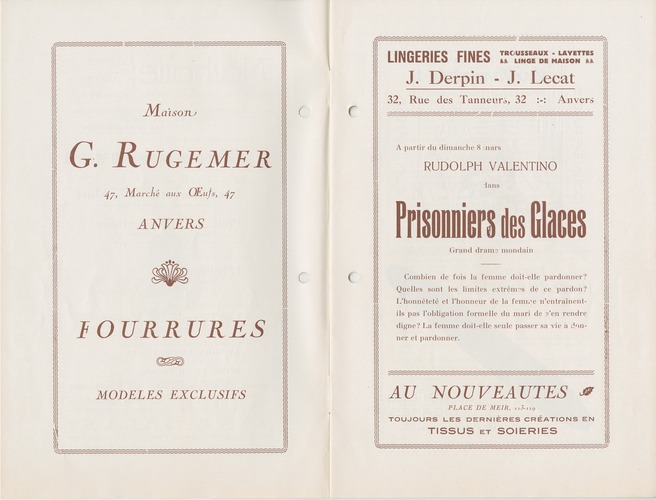 Maison
G. RUGEMER
47, Marché aux Œufs, 47
ANVERS
FOURRURES
MODELES EXCLUSIFS
LINGERIES FINES TROUSSEAUX - LAYETTES
LINGE DE MAISON
J. Derpin - J. Lecat
32, Rue des Tanneurs, 32 :-: Anvers
A partir du dimanche 8 mars
RUDOLPH VALENTINO
dans
Prisonniers des Glaces
Grand drame mondain
Combien de fois la femme doit-elle pardonner?
Quelles sont les limites extrêmes de ce pardon?
L'honnêteté et l'honneur de la femme n'entraînent-
ils pas l'obligation formelle du mari de s'en rendre
digne? La femme doit-elle seule passer sa vie à don-
ner et pardonner.
AU NOUVEAUTES
PLACE DE MEIR, 115-119
TOUJOURS LES DERNIÈRES CRÉATIONS EN
TISSUS ET SOIERIES